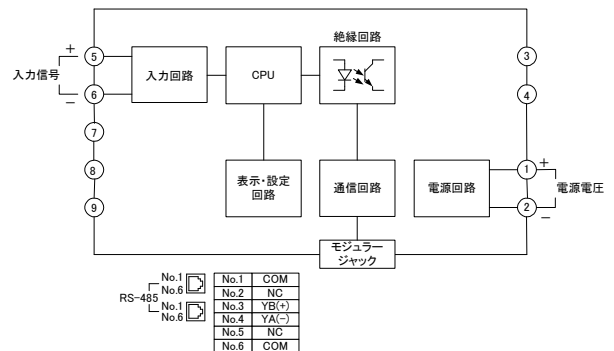 絶縁回路
+
入力信号
−
5
6
7
8
9
入力回路
CPU
3
4
表示・設定
回路
通信回路
電源回路
1
2
+
電源電圧
−
モジュラー
ジャック
RS-485
No.1
No.6
No.1
No.6
No.1 COM
No.2 NC
No.3 YB(+)
No.4 YA(−)
No.5 NC
No.6 COM